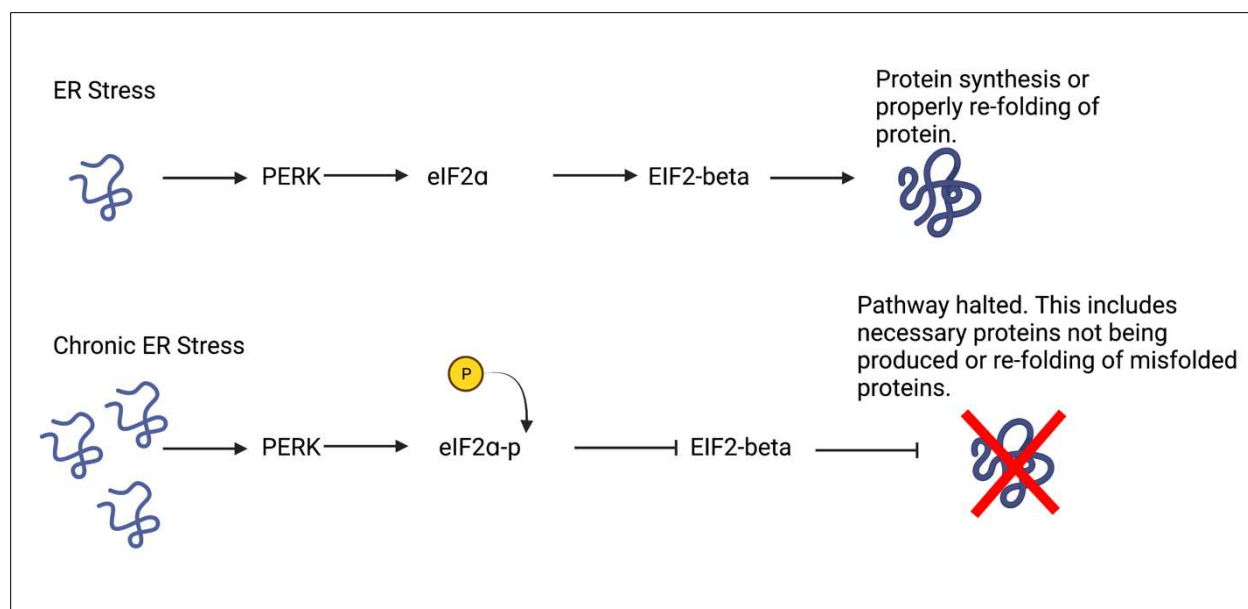 ER Stress
Protein synthesis or
properly re-folding of
protein.
PERK
eIF2α
EIF2-beta
Chronic ER Stress
Pathway halted. This includes
necessary proteins not being
produced or re-folding of misfolded
proteins.
P
PERK
eIF2α-p
EIF2-beta